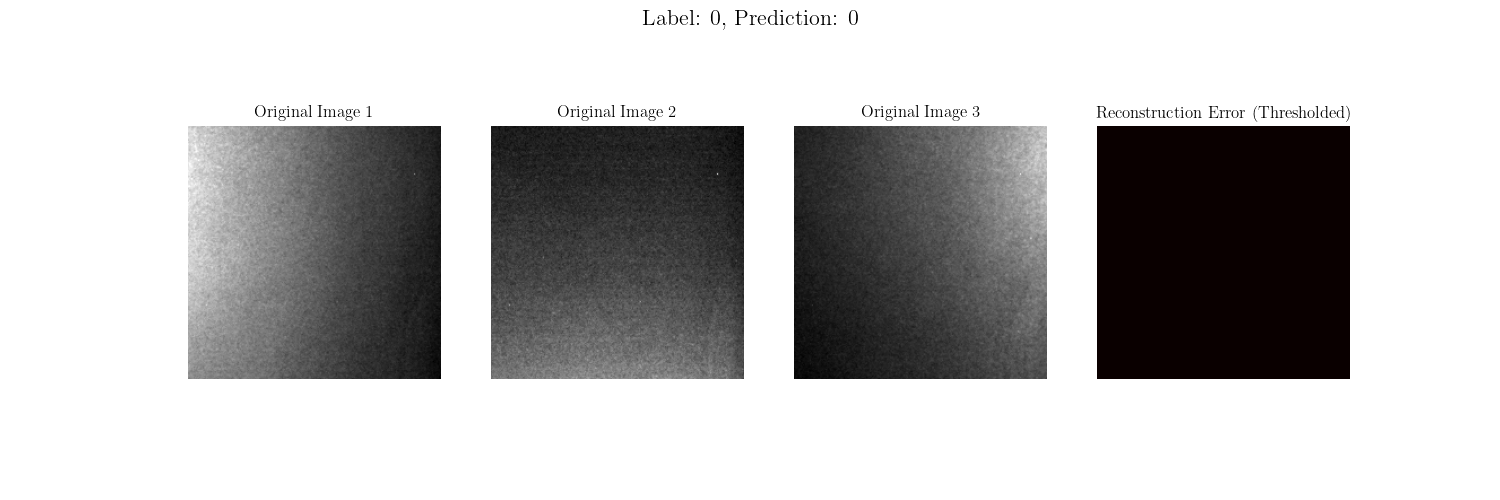 Label: 0, Prediction: 0
Original Image 1
Original Image 2
Original Image 3
Reconstruction Error (Thresholded)